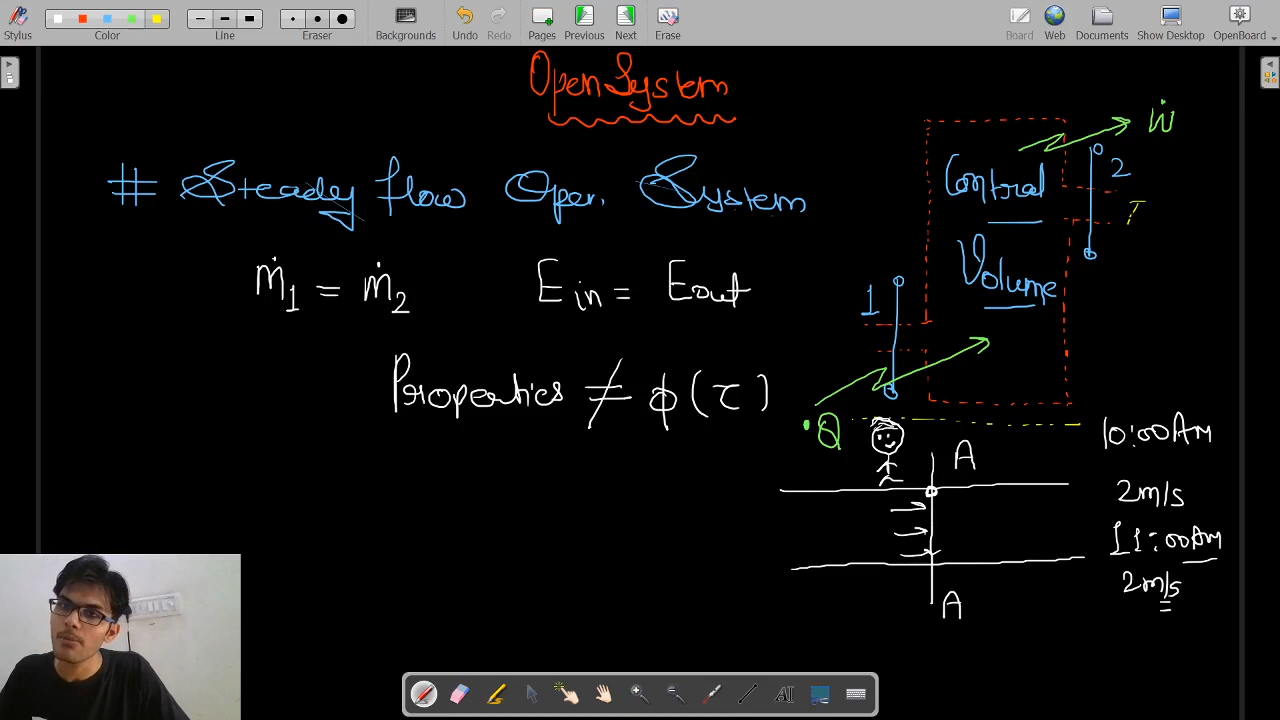 Stylus
Color
Line
Eraser
Backgrounds
Undo
Redo
Pages
Previous
Next
Erase
Board
Web
Documents
Show Desktop
OpenBoard
Open System
# Steady flow Open System
ṁ1 = ṁ2
Ein = Eout
Properties ≠ ϕ(τ)
Control
Volume
Ẇ
2
T
1
Q̇
A
A
10:00AM
2m/s
11:00AM
2m/s
AI